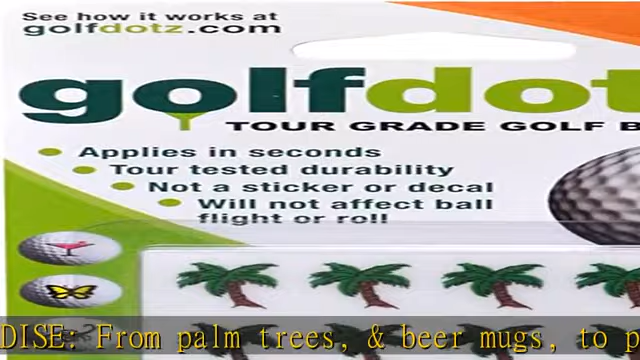 See how it works at
golfdotz.com
golfdot
TOUR GRADE GOLF B
Applies in seconds
Tour tested durability
Not a sticker or decal
Will not affect ball
flight or roll
DISE: From palm trees, & beer mugs, to p